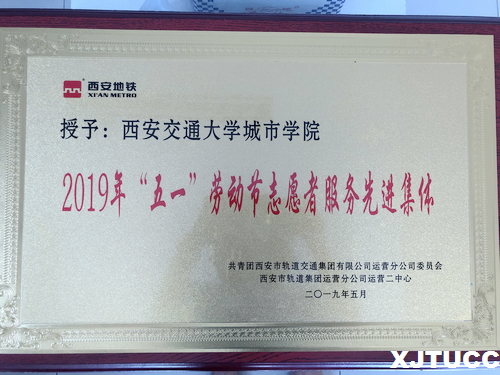 西安地铁
XI'AN METRO
授予：西安交通大学城市学院
2019年“五一”劳动节志愿者服务先进集体
共青团西安市轨道交通集团有限公司运营分公司委员会
西安市轨道集团运营分公司运营二中心
二〇一九年五月
XJTUCC